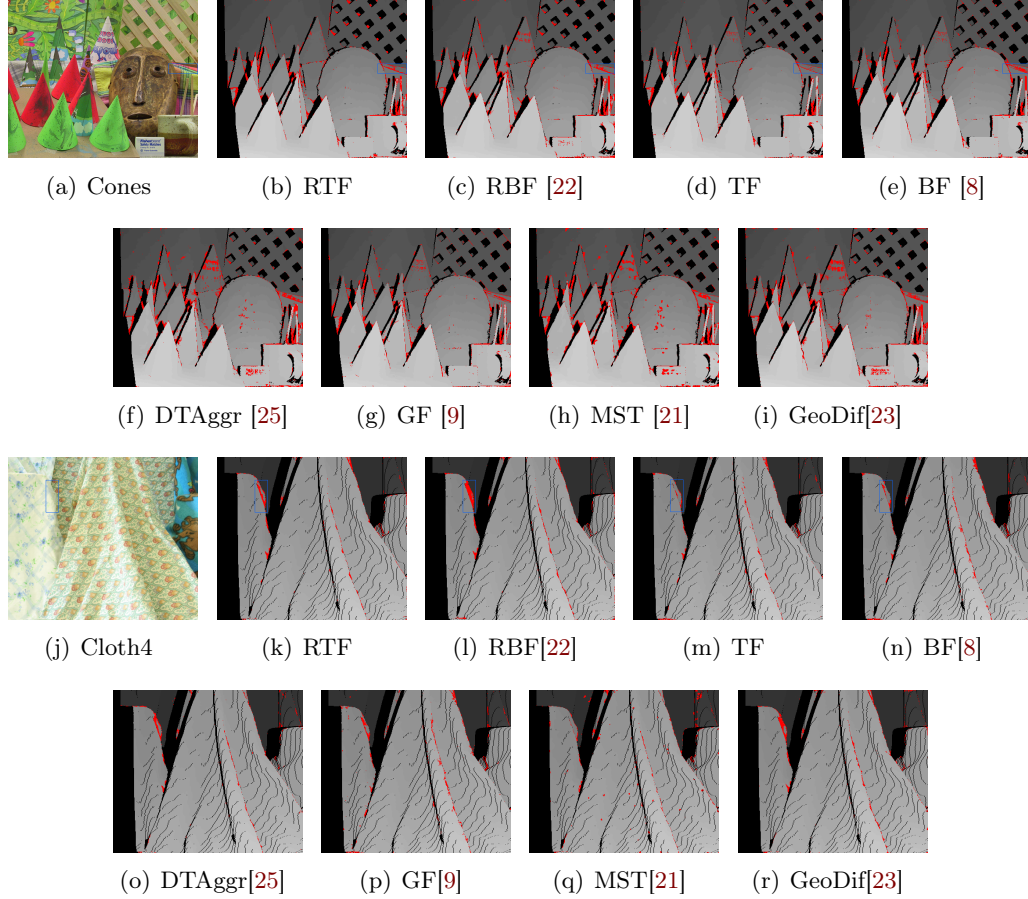 (a) Cones
(b) RTF
(c) RBF [22]
(d) TF
(e) BF [8]
(f) DTAggr [25]
(g) GF [9]
(h) MST [21]
(i) GeoDif[23]
(j) Cloth4
(k) RTF
(l) RBF[22]
(m) TF
(n) BF[8]
(o) DTAggr[25]
(p) GF[9]
(q) MST[21]
(r) GeoDif[23]